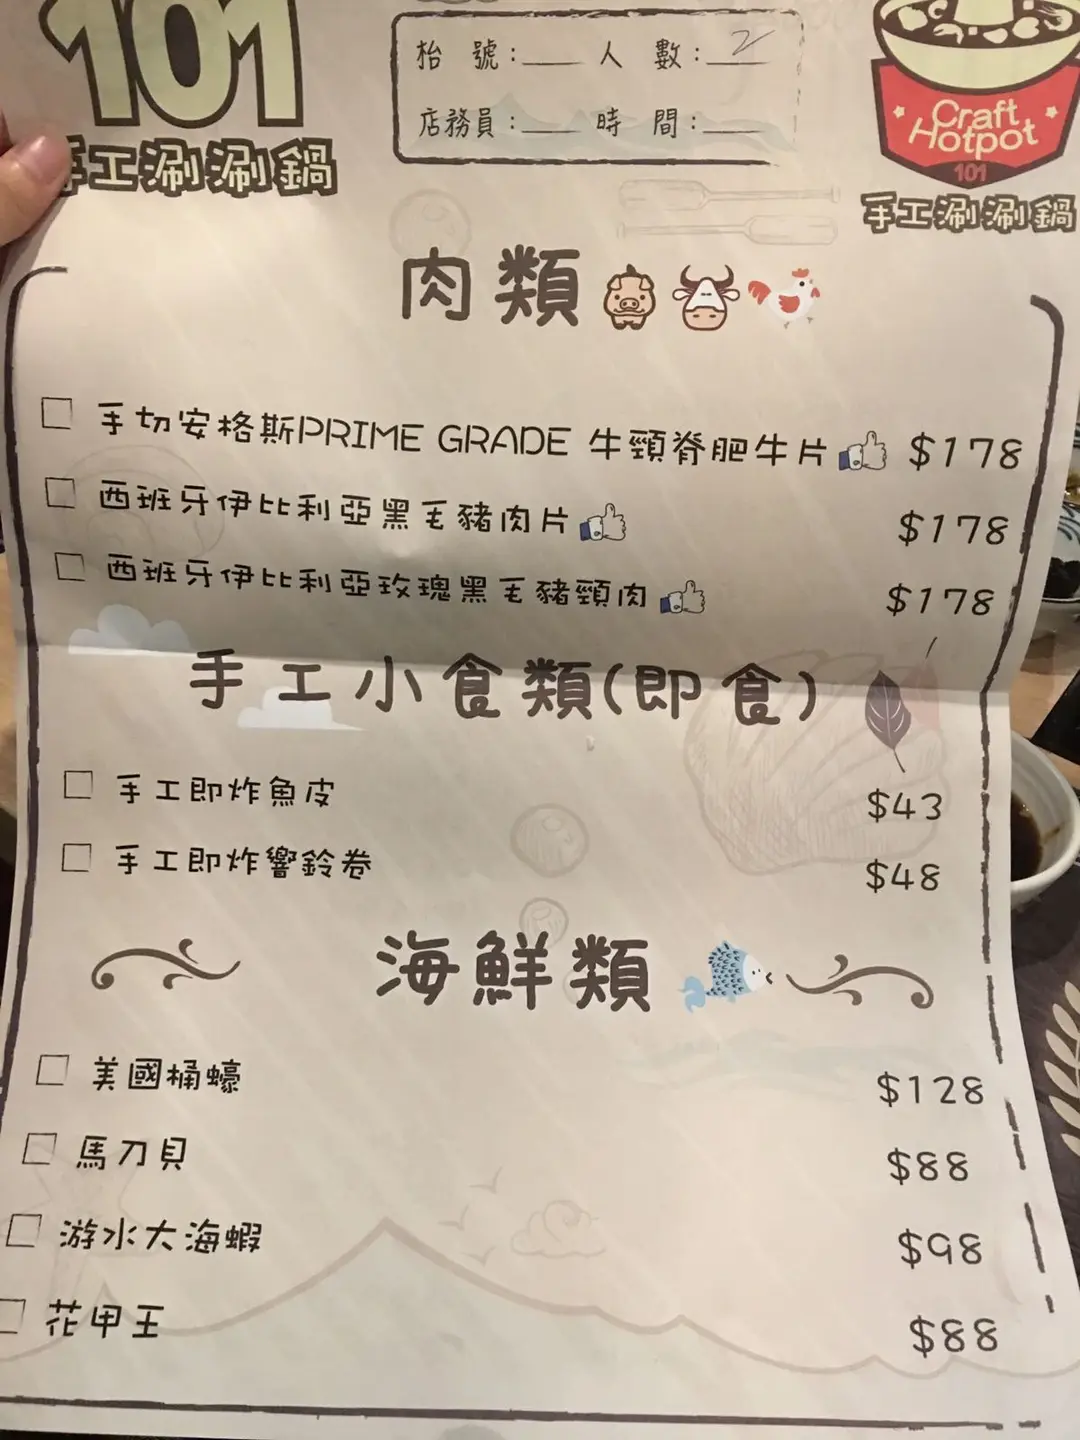 101
手工涮涮鍋
枱 號：____ 人 數：2
店務員：____ 時 間：____
Craft
Hotpot
101
手工涮涮鍋
肉類
手切安格斯PRIME GRADE 牛頸脊肥牛片 $178
西班牙伊比利亞黑毛豬肉片 $178
西班牙伊比利亞玫瑰黑毛豬頸肉 $178
手工小食類(即食)
手工即炸魚皮 $43
手工即炸響鈴卷 $48
海鮮類
美國桶蠔 $128
馬刀貝 $88
游水大海蝦 $98
花甲王 $88